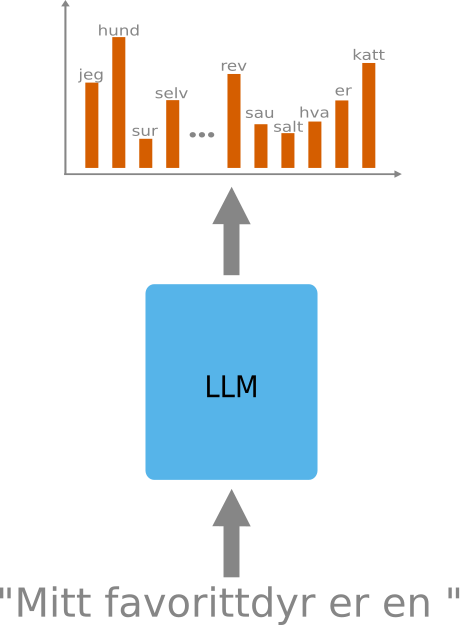 hund
katt
rev
jeg
er
selv
sau
hva
salt
sur
LLM
"Mitt favorittdyr er en "